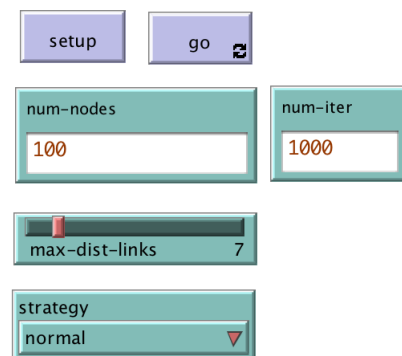 setup go
num-nodes num-iter
100 1000
max-dist-links 7
strategy
normal